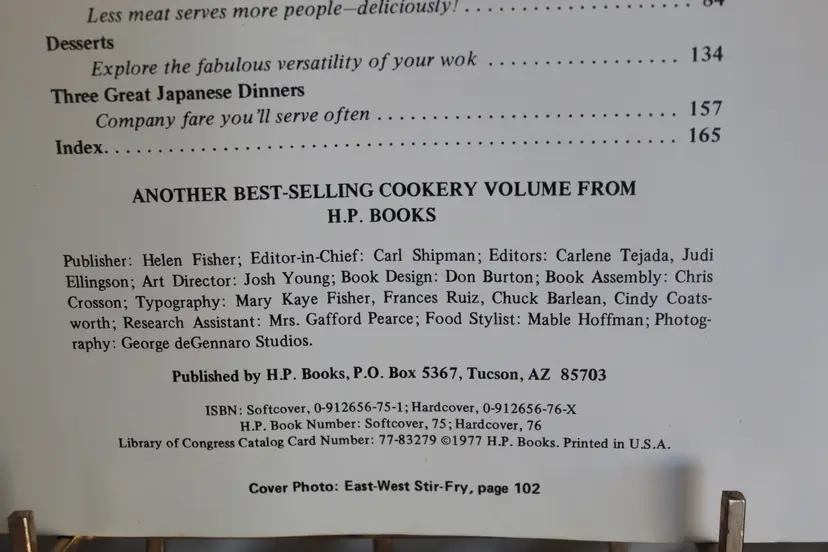 Less meat serves more people—deliciously! . . . . . . . . . . . . . . . . . . . . 84
Desserts
Explore the fabulous versatility of your wok . . . . . . . . . . . . . . . . . . 134
Three Great Japanese Dinners
Company fare you'll serve often . . . . . . . . . . . . . . . . . . . . . . . . . . . 157
Index. . . . . . . . . . . . . . . . . . . . . . . . . . . . . . . . . . . . . . . . . . . . . . . . . . 165
ANOTHER BEST-SELLING COOKERY VOLUME FROM
H.P. BOOKS
Publisher: Helen Fisher; Editor-in-Chief: Carl Shipman; Editors: Carlene Tejada, Judi
Ellingson; Art Director: Josh Young; Book Design: Don Burton; Book Assembly: Chris
Crosson; Typography: Mary Kaye Fisher, Frances Ruiz, Chuck Barlean, Cindy Coats-
worth; Research Assistant: Mrs. Gafford Pearce; Food Stylist: Mable Hoffman; Photog-
raphy: George deGennaro Studios.
Published by H.P. Books, P.O. Box 5367, Tucson, AZ 85703
ISBN: Softcover, 0-912656-75-1; Hardcover, 0-912656-76-X
H.P. Book Number: Softcover, 75; Hardcover, 76
Library of Congress Catalog Card Number: 77-83279 ©1977 H.P. Books. Printed in U.S.A.
Cover Photo: East-West Stir-Fry, page 102